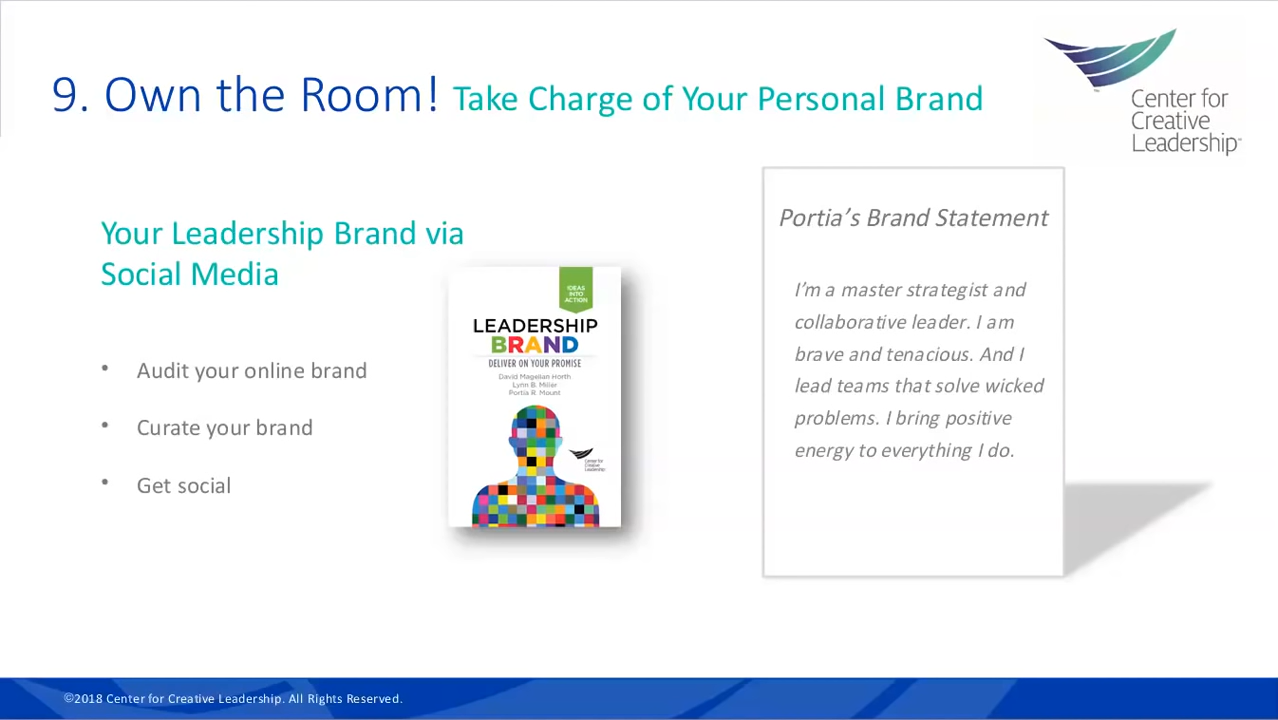 9. Own the Room! Take Charge of Your Personal Brand
Center for
Creative
Leadership
Your Leadership Brand via
Social Media
• Audit your online brand
• Curate your brand
• Get social
IDEAS
INTO
ACTION
LEADERSHIP
BRAND
DELIVER ON YOUR PROMISE
David Magellan Horth
Lynn B. Miller
Portia R. Mount
Center for
Creative
Leadership
Portia’s Brand Statement
I’m a master strategist and
collaborative leader. I am
brave and tenacious. And I
lead teams that solve wicked
problems. I bring positive
energy to everything I do.
©2018 Center for Creative Leadership. All Rights Reserved.